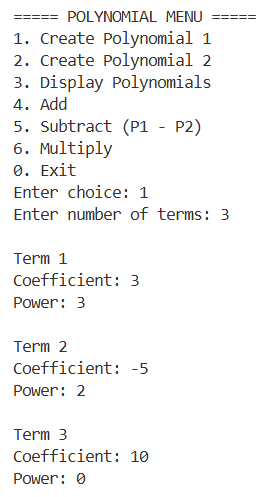 ===== POLYNOMIAL MENU =====
1. Create Polynomial 1
2. Create Polynomial 2
3. Display Polynomials
4. Add
5. Subtract (P1 - P2)
6. Multiply
0. Exit
Enter choice: 1
Enter number of terms: 3

Term 1
Coefficient: 3
Power: 3

Term 2
Coefficient: -5
Power: 2

Term 3
Coefficient: 10
Power: 0